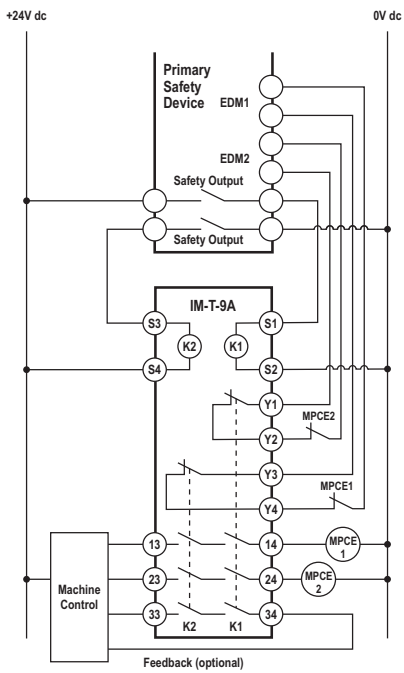 +24V dc
0V dc
Primary
Safety
Device
EDM1
EDM2
Safety Output
Safety Output
IM-T-9A
S3
K2
K1
S1
S4
S2
Y1
MPCE2
Y2
Y3
MPCE1
Y4
13
14
MPCE
1
23
24
MPCE
2
Machine
Control
33
K2
K1
34
Feedback (optional)